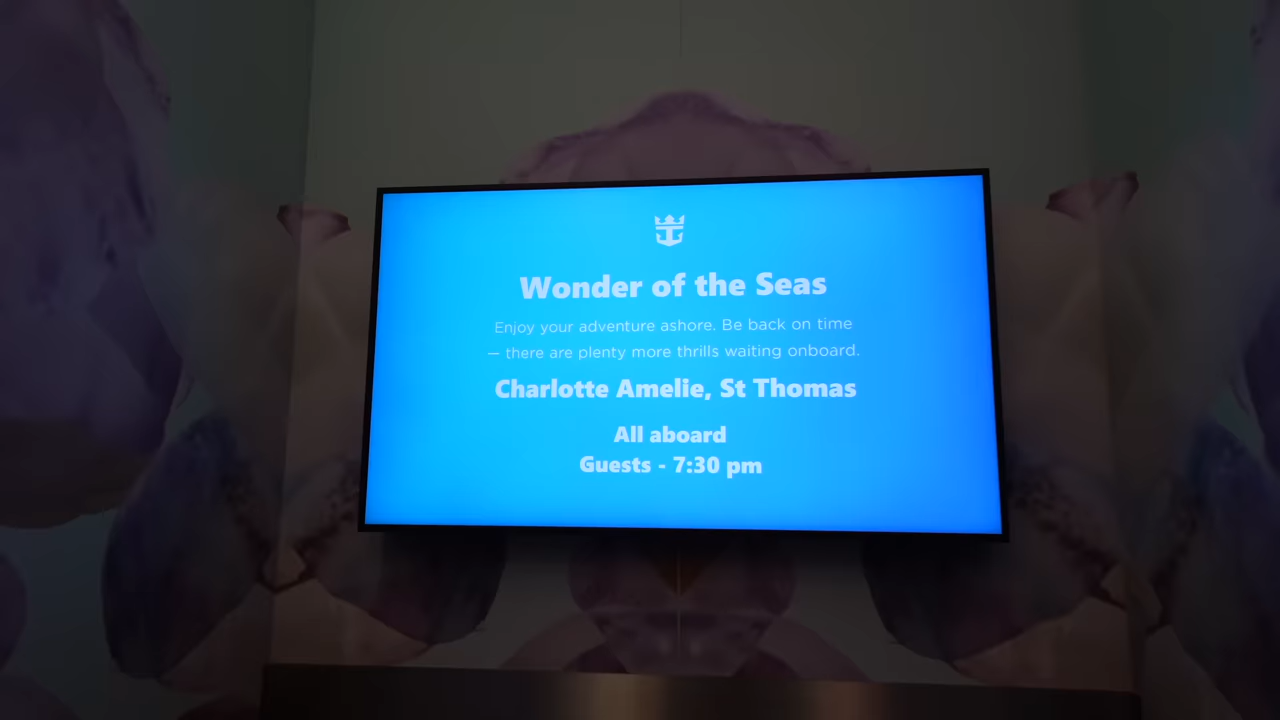 Wonder of the Seas
Enjoy your adventure ashore. Be back on time
– there are plenty more thrills waiting onboard.
Charlotte Amelie, St Thomas
All aboard
Guests - 7:30 pm